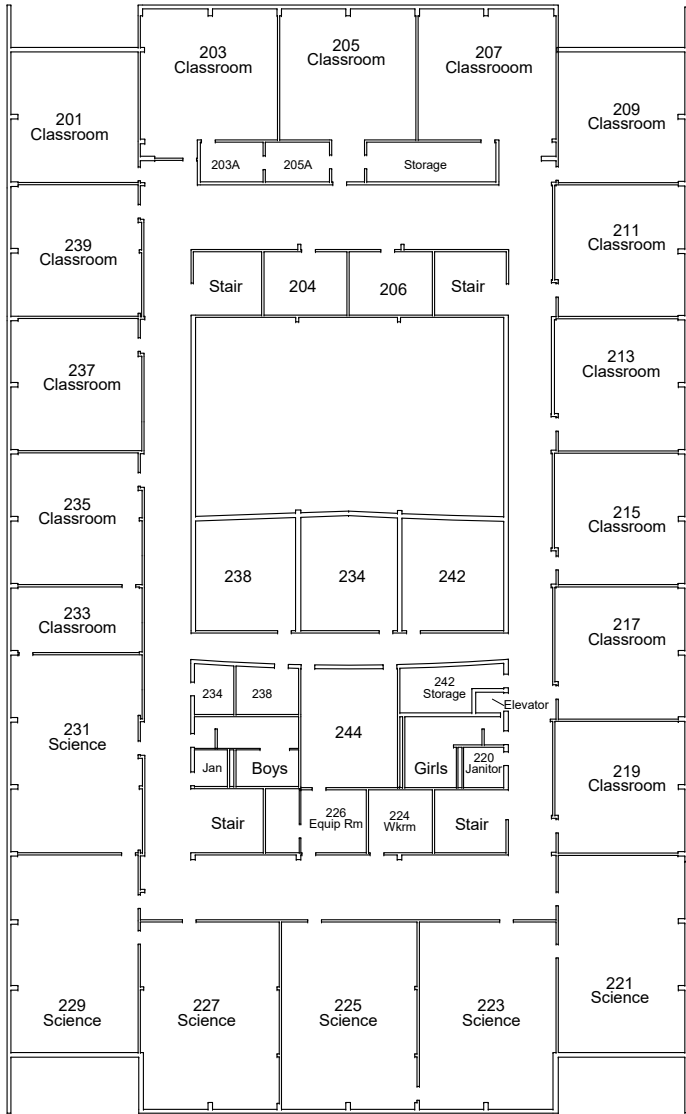 203
Classroom
205
Classroom
207
Classrooom
201
Classroom
209
Classroom
203A
205A
Storage
239
Classroom
211
Classroom
Stair
204
206
Stair
237
Classroom
213
Classroom
235
Classroom
215
Classroom
238
234
242
233
Classroom
217
Classroom
234
238
242
Storage
Elevator
231
Science
244
Jan
Boys
Girls
220
Janitor
219
Classroom
Stair
226
Equip Rm
224
Wkrm
Stair
229
Science
227
Science
225
Science
223
Science
221
Science